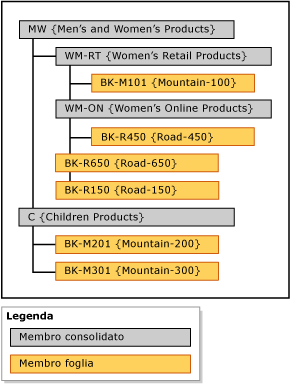 MW {Men's and Women's Products}
WM-RT {Women's Retail Products}
BK-M101 {Mountain-100}
WM-ON {Women's Online Products}
BK-R450 {Road-450}
BK-R650 {Road-650}
BK-R150 {Road-150}
C {Children Products}
BK-M201 {Mountain-200}
BK-M301 {Mountain-300}
Legenda
Membro consolidato
Membro foglia